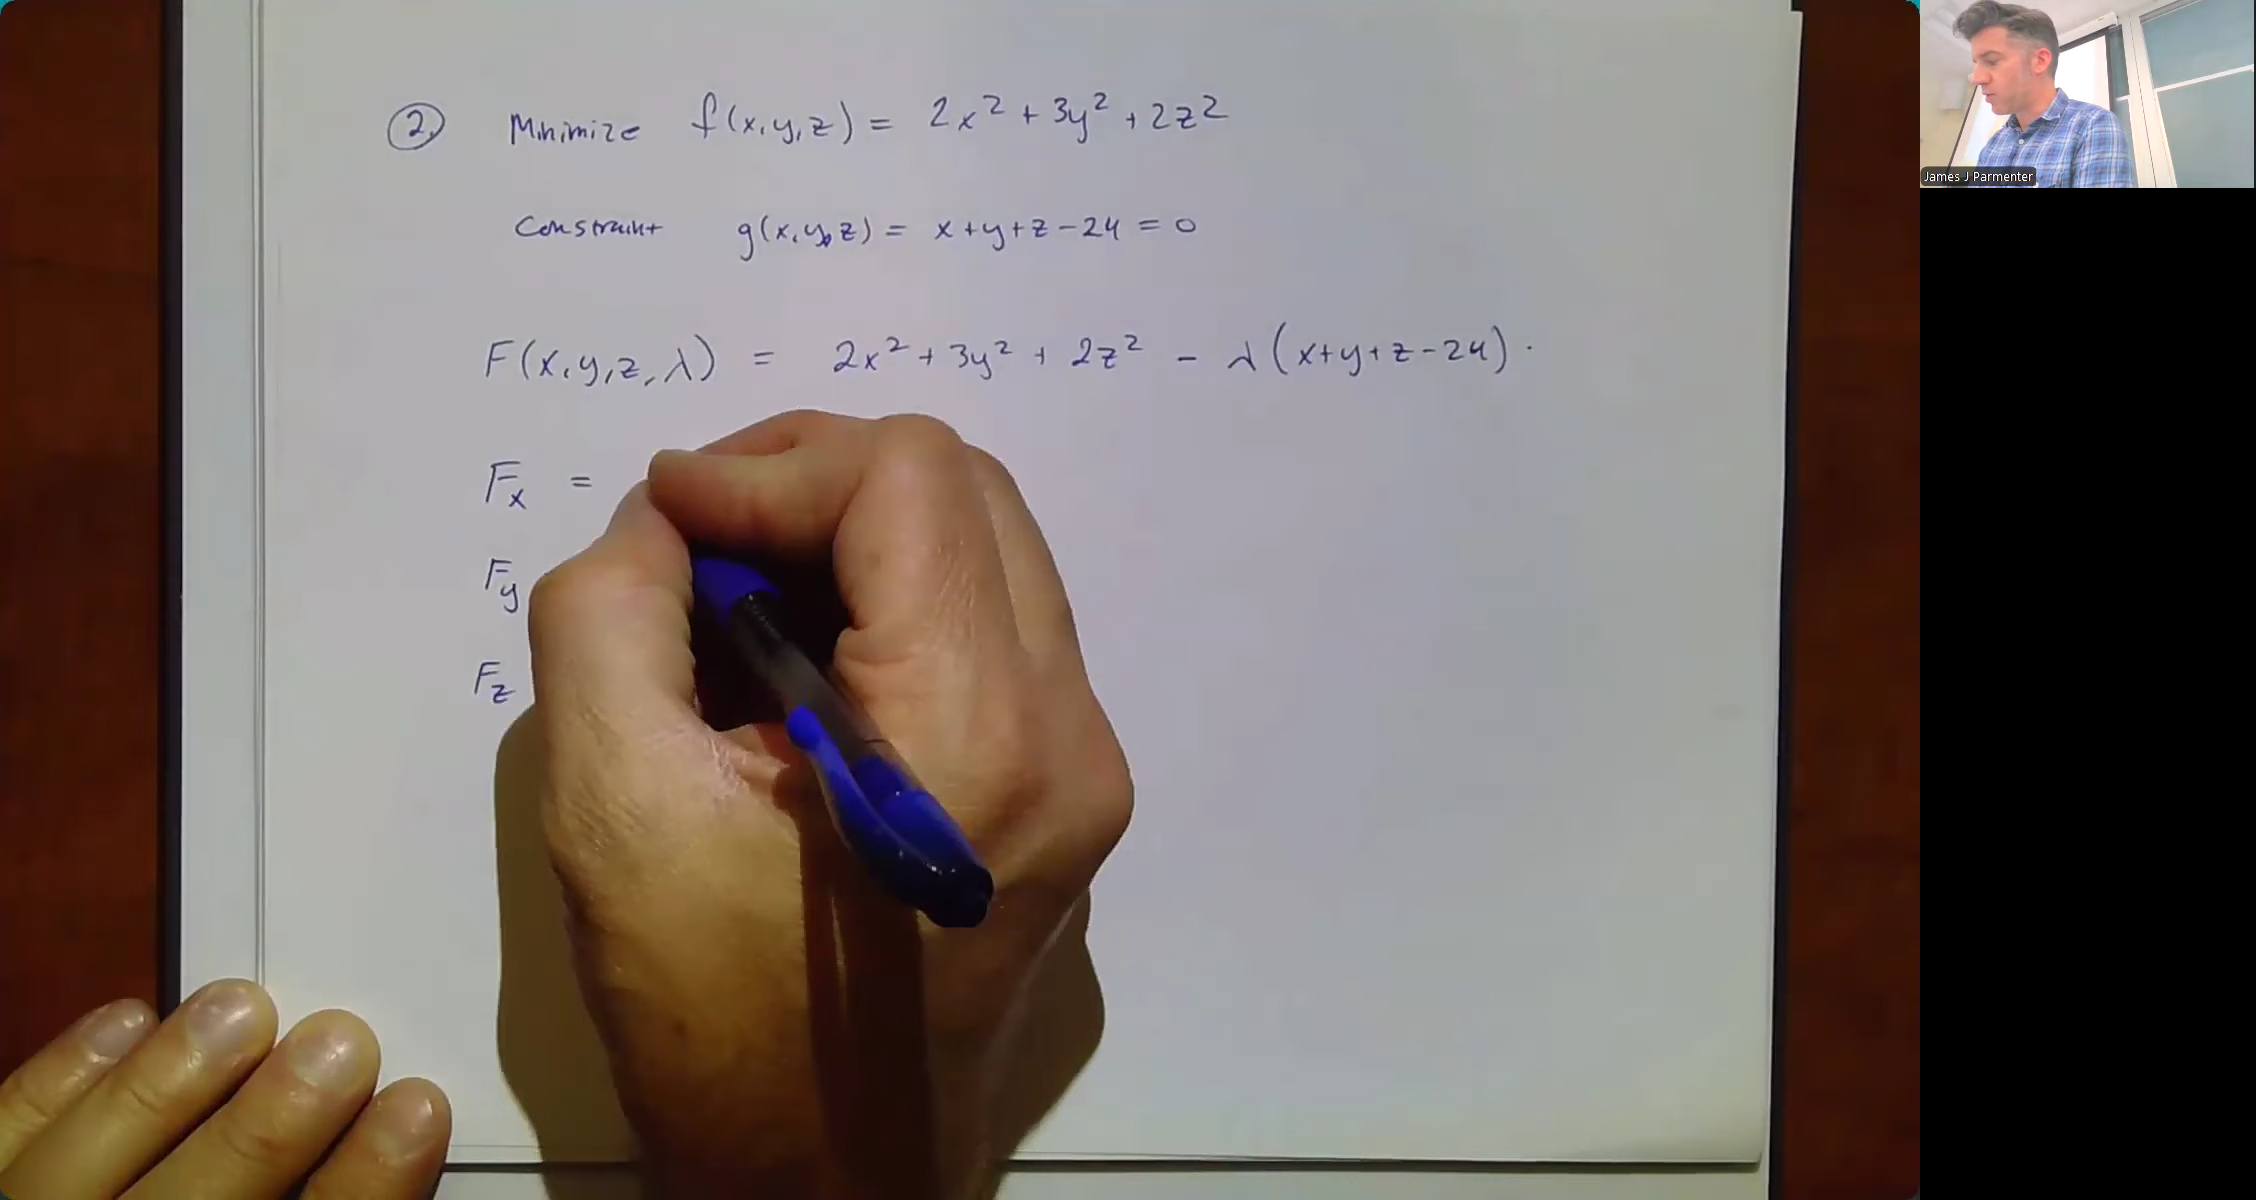 ② Minimize f(x,y,z) = 2x² + 3y² + 2z²
James J Parmenter
Constraint g(x,y,z) = x+y+z-24 = 0
F(x,y,z,λ) = 2x² + 3y² + 2z² - λ(x+y+z-24).
Fx =
Fy
Fz